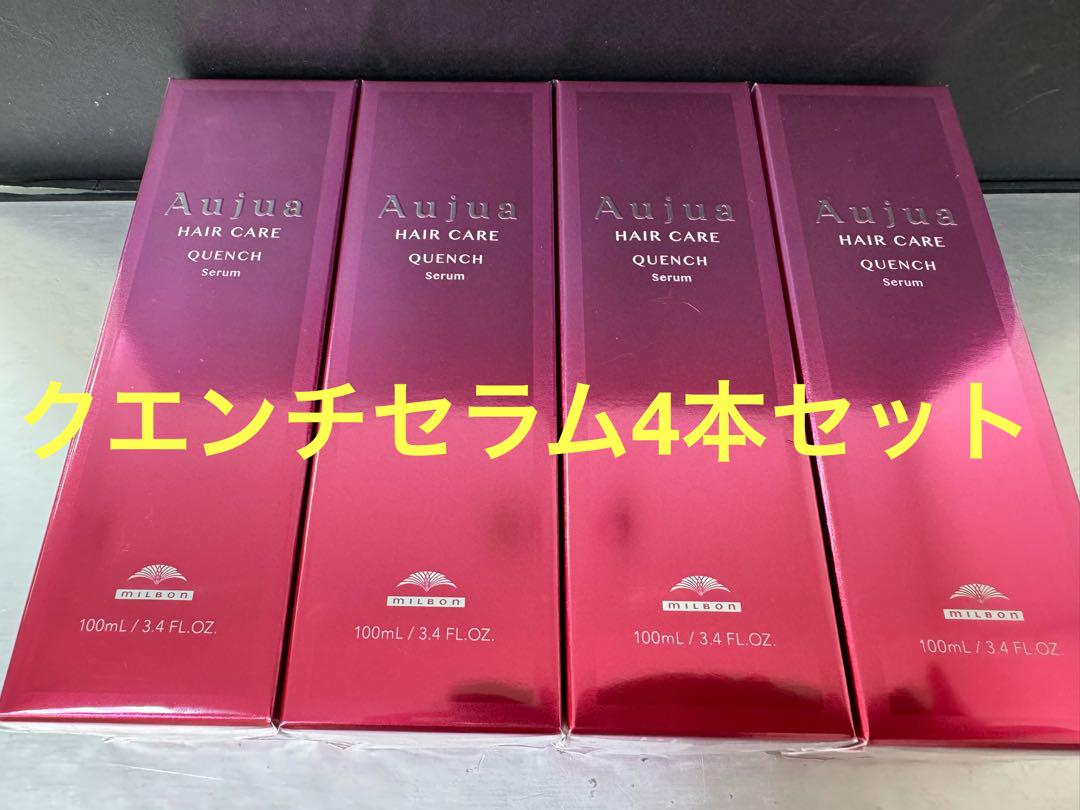 Aujua
HAIR CARE
QUENCH
Serum
Aujua
HAIR CARE
QUENCH
Serum
Aujua
HAIR CARE
QUENCH
Serum
Aujua
HAIR CARE
QUENCH
Serum
クエンチセラム4本セット
MILBON
100mL / 3.4 FL.OZ.
MILBON
100mL / 3.4 FL.OZ.
MILBON
100mL / 3.4 FL.OZ.
MILBON
100mL / 3.4 FL.OZ.